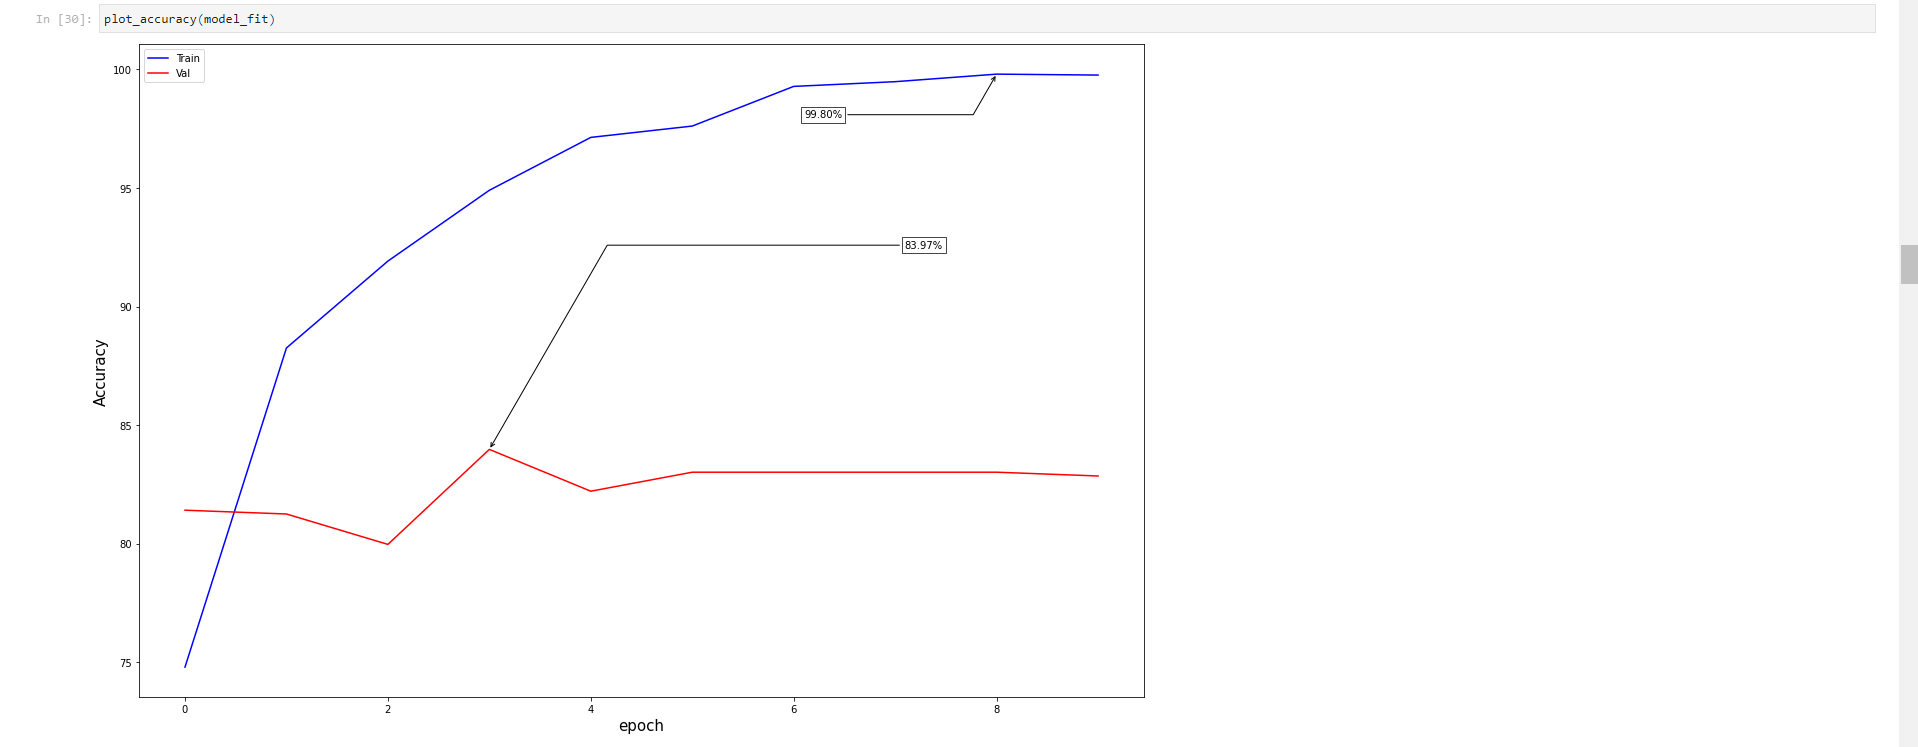 In [30]: plot_accuracy(model_fit)
Train
Val
100
95
90
85
80
75
Accuracy
99.80%
83.97%
0 2 4 6 8
epoch